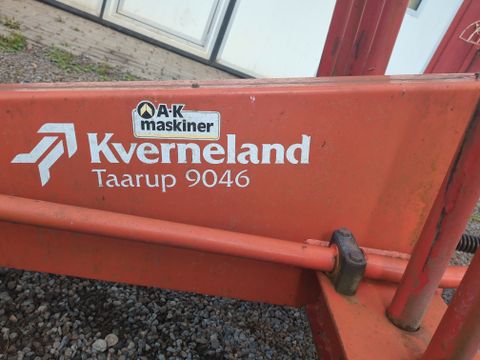 A-K
maskiner
Kverneland
Taarup 9046